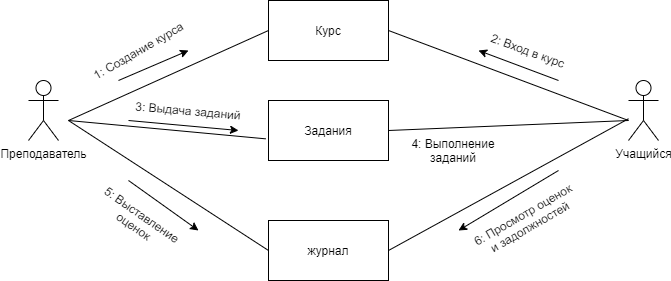 Курс
1: Создание курса
2: Вход в курс
3: Выдача заданий
Задания
Преподаватель
4: Выполнение
заданий
Учащийся
5: Выставление
оценок
6: Просмотр оценок
и задолжностей
журнал